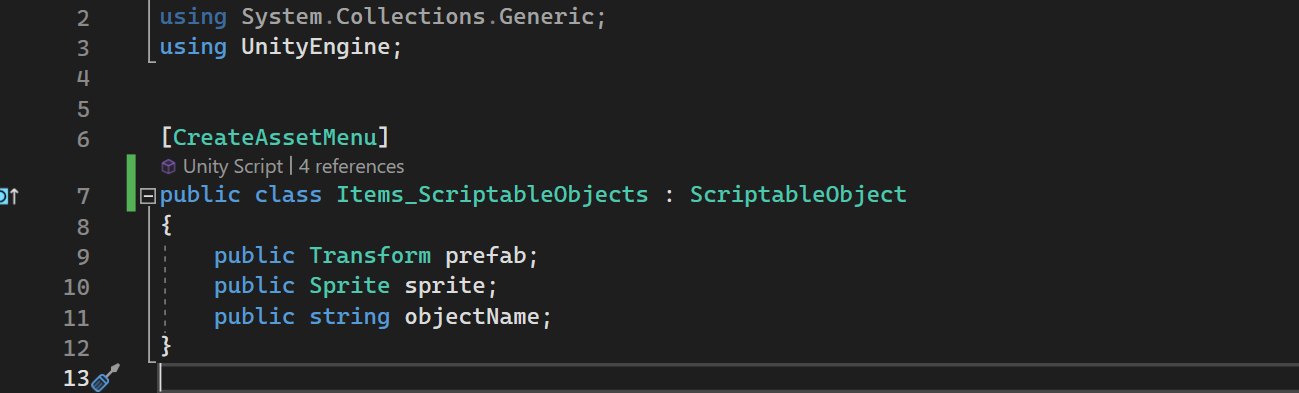 2 using System.Collections.Generic;
3 using UnityEngine;
4
5
6 [CreateAssetMenu]
Unity Script | 4 references
7 public class Items_ScriptableObjects : ScriptableObject
8 {
9 public Transform prefab;
10 public Sprite sprite;
11 public string objectName;
12 }
13